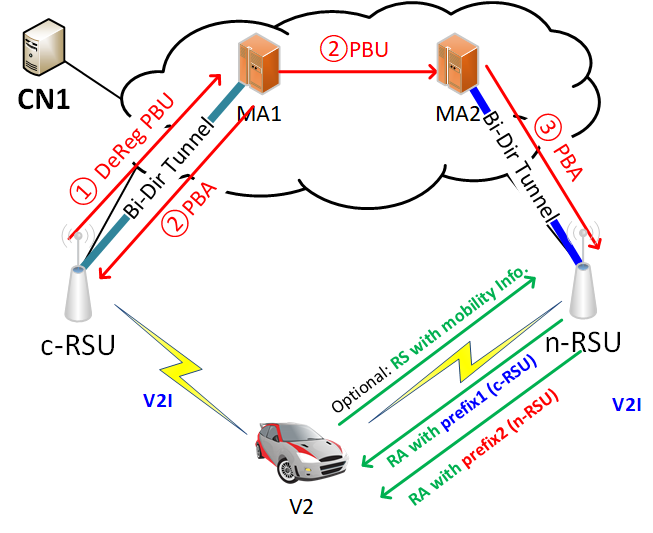 ② PBU
CN1
MA1
MA2
① DeReg PBU
Bi-Dir Tunnel
② PBA
Bi-Dir Tunnel
③ PBA
c-RSU
n-RSU
Optional: RS with mobility Info.
V2I
RA with prefix1 (c-RSU)
V2I
RA with prefix2 (n-RSU)
V2